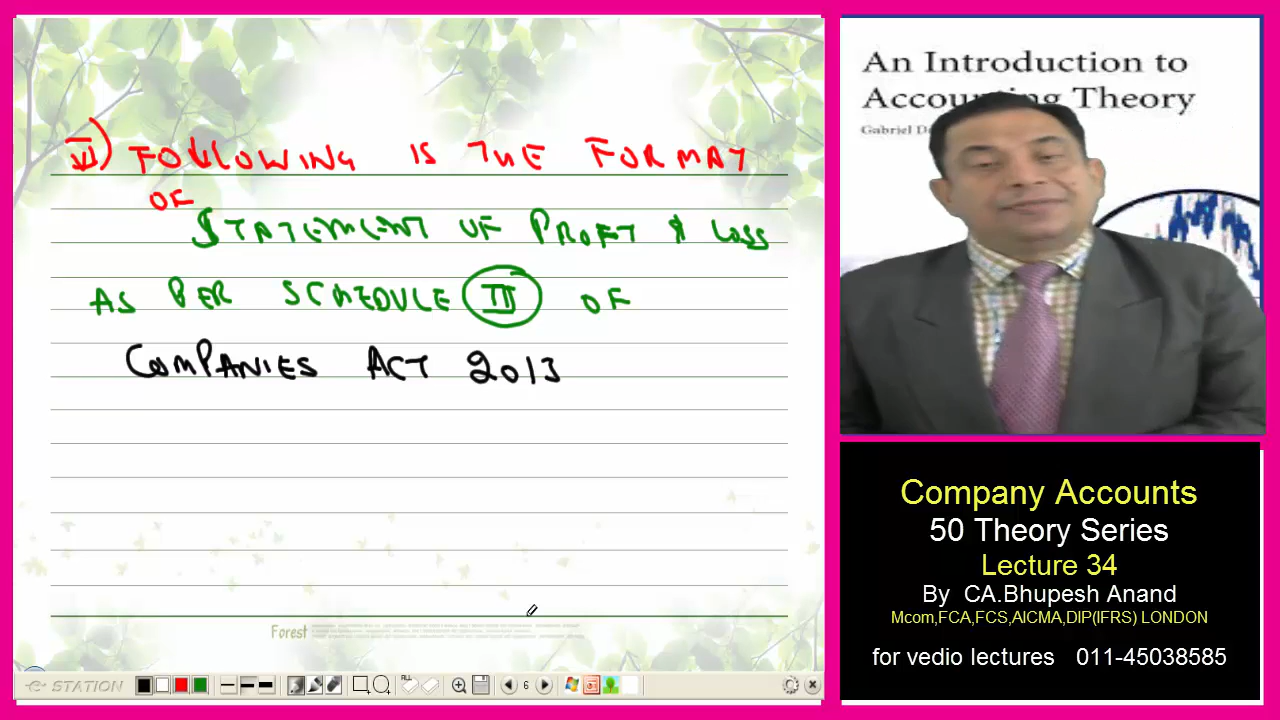 VI) FOLLOWING IS THE FORMAT
OF
STATEMENT OF PROFIT & LOSS
AS PER SCHEDULE III OF
COMPANIES ACT 2013
Forest
e-STATION
6
An Introduction to
Accounting Theory
Gabriel
Company Accounts
50 Theory Series
Lecture 34
By CA.Bhupesh Anand
Mcom,FCA,FCS,AICMA,DIP(IFRS) LONDON
for vedio lectures 011-45038585